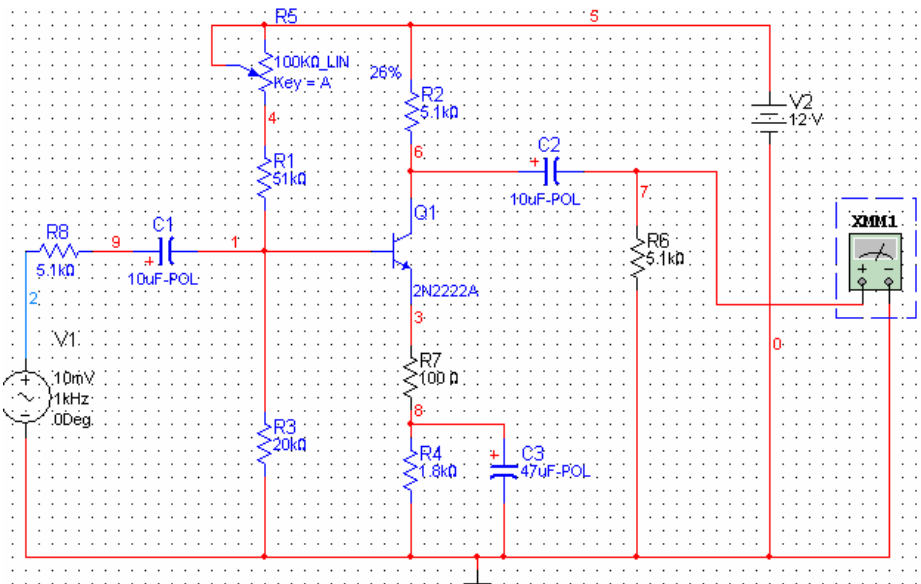 R5
5
100KΩ_LIN
Key = A
26%
R2
5.1kΩ
V2
12 V
4
6
C2
+
10uF-POL
R1
51kΩ
7
Q1
XMM1
R8
5.1kΩ
9
C1
+
10uF-POL
1
R6
5.1kΩ
+ −
2N2222A
2
3
V1
0
+
10mV
1kHz
0Deg
−
R7
100 Ω
8
R3
20kΩ
R4
1.8kΩ
+
C3
47uF-POL